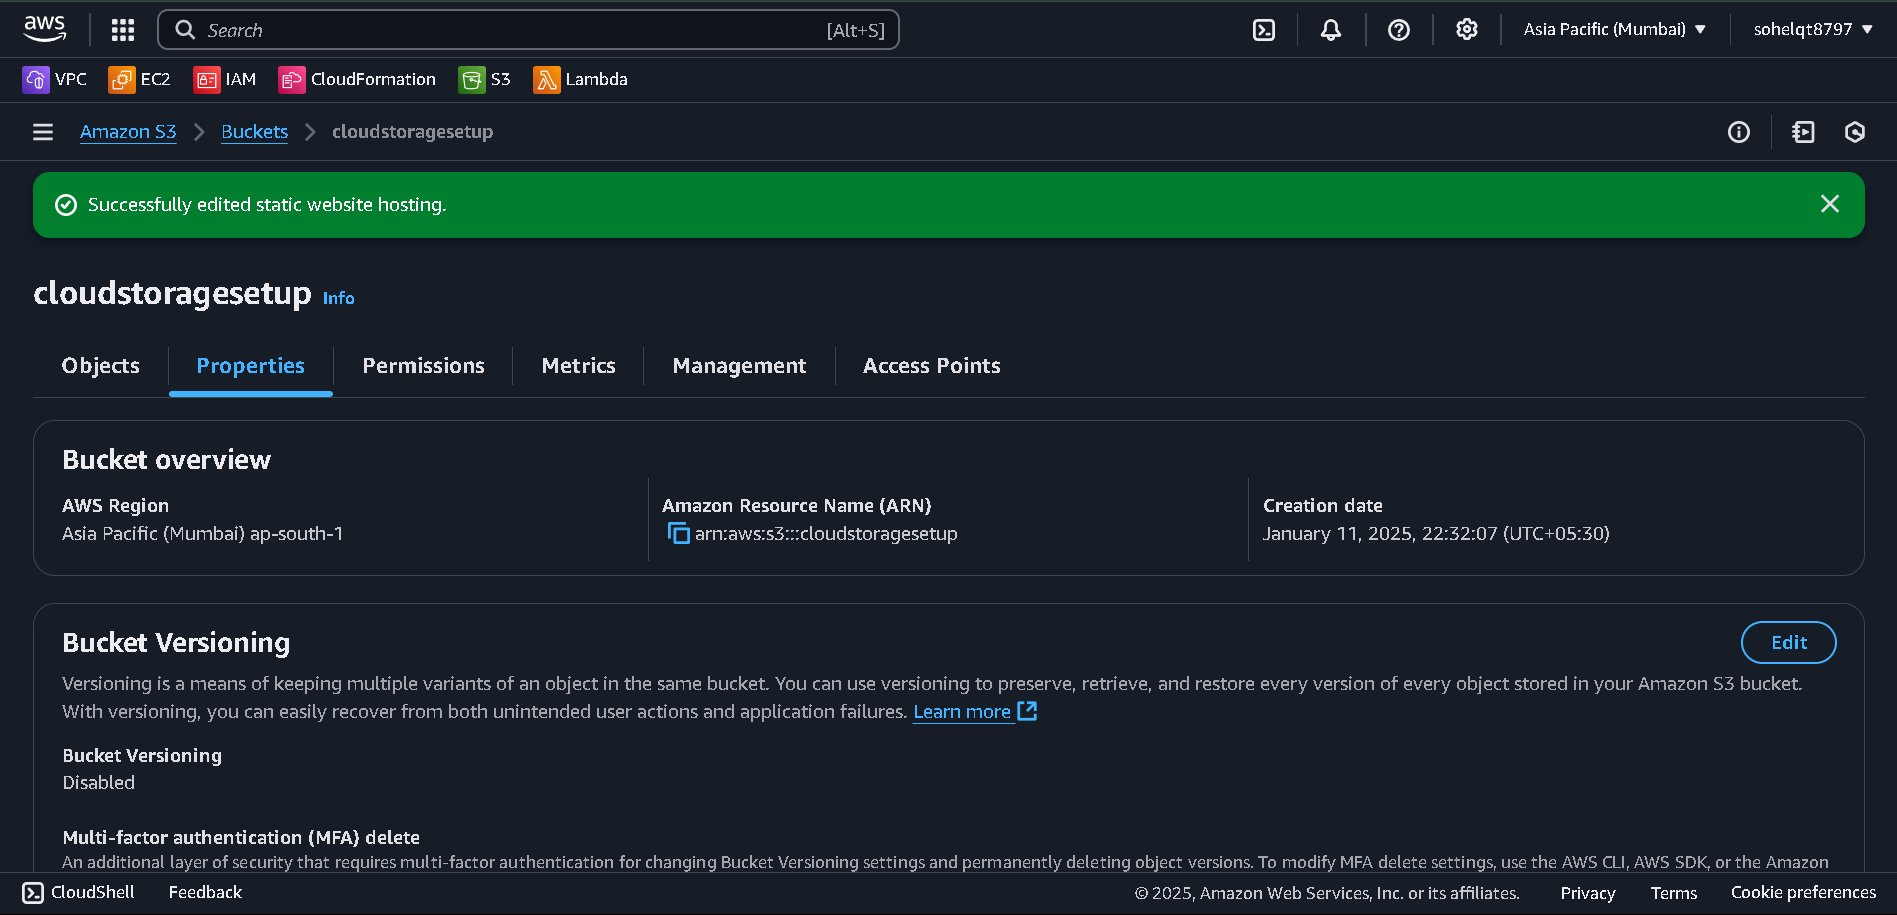 aws
Search [Alt+S]
Asia Pacific (Mumbai) sohelqt8797
VPC EC2 IAM CloudFormation S3 Lambda
Amazon S3 Buckets cloudstoragesetup
Successfully edited static website hosting.
cloudstoragesetup Info
Objects Properties Permissions Metrics Management Access Points
Bucket overview
AWS Region
Asia Pacific (Mumbai) ap-south-1
Amazon Resource Name (ARN)
arn:aws:s3:::cloudstoragesetup
Creation date
January 11, 2025, 22:32:07 (UTC+05:30)
Bucket Versioning
Edit
Versioning is a means of keeping multiple variants of an object in the same bucket. You can use versioning to preserve, retrieve, and restore every version of every object stored in your Amazon S3 bucket.
With versioning, you can easily recover from both unintended user actions and application failures. Learn more
Bucket Versioning
Disabled
Multi-factor authentication (MFA) delete
An additional layer of security that requires multi-factor authentication for changing Bucket Versioning settings and permanently deleting object versions. To modify MFA delete settings, use the AWS CLI, AWS SDK, or the Amazon
CloudShell Feedback © 2025, Amazon Web Services, Inc. or its affiliates. Privacy Terms Cookie preferences